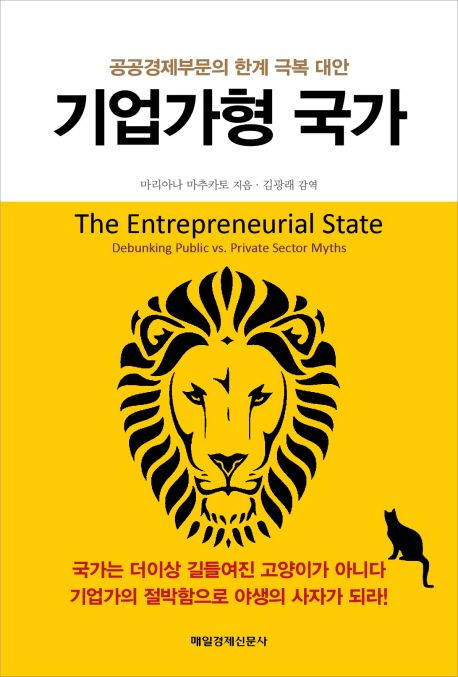 공공경제부문의 한계 극복 대안
기업가형 국가
마리아나 마추카토 지음 · 김광래 감역
The Entrepreneurial State
Debunking Public vs. Private Sector Myths
국가는 더이상 길들여진 고양이가 아니다
기업가의 절박함으로 야생의 사자가 되라!
매일경제신문사